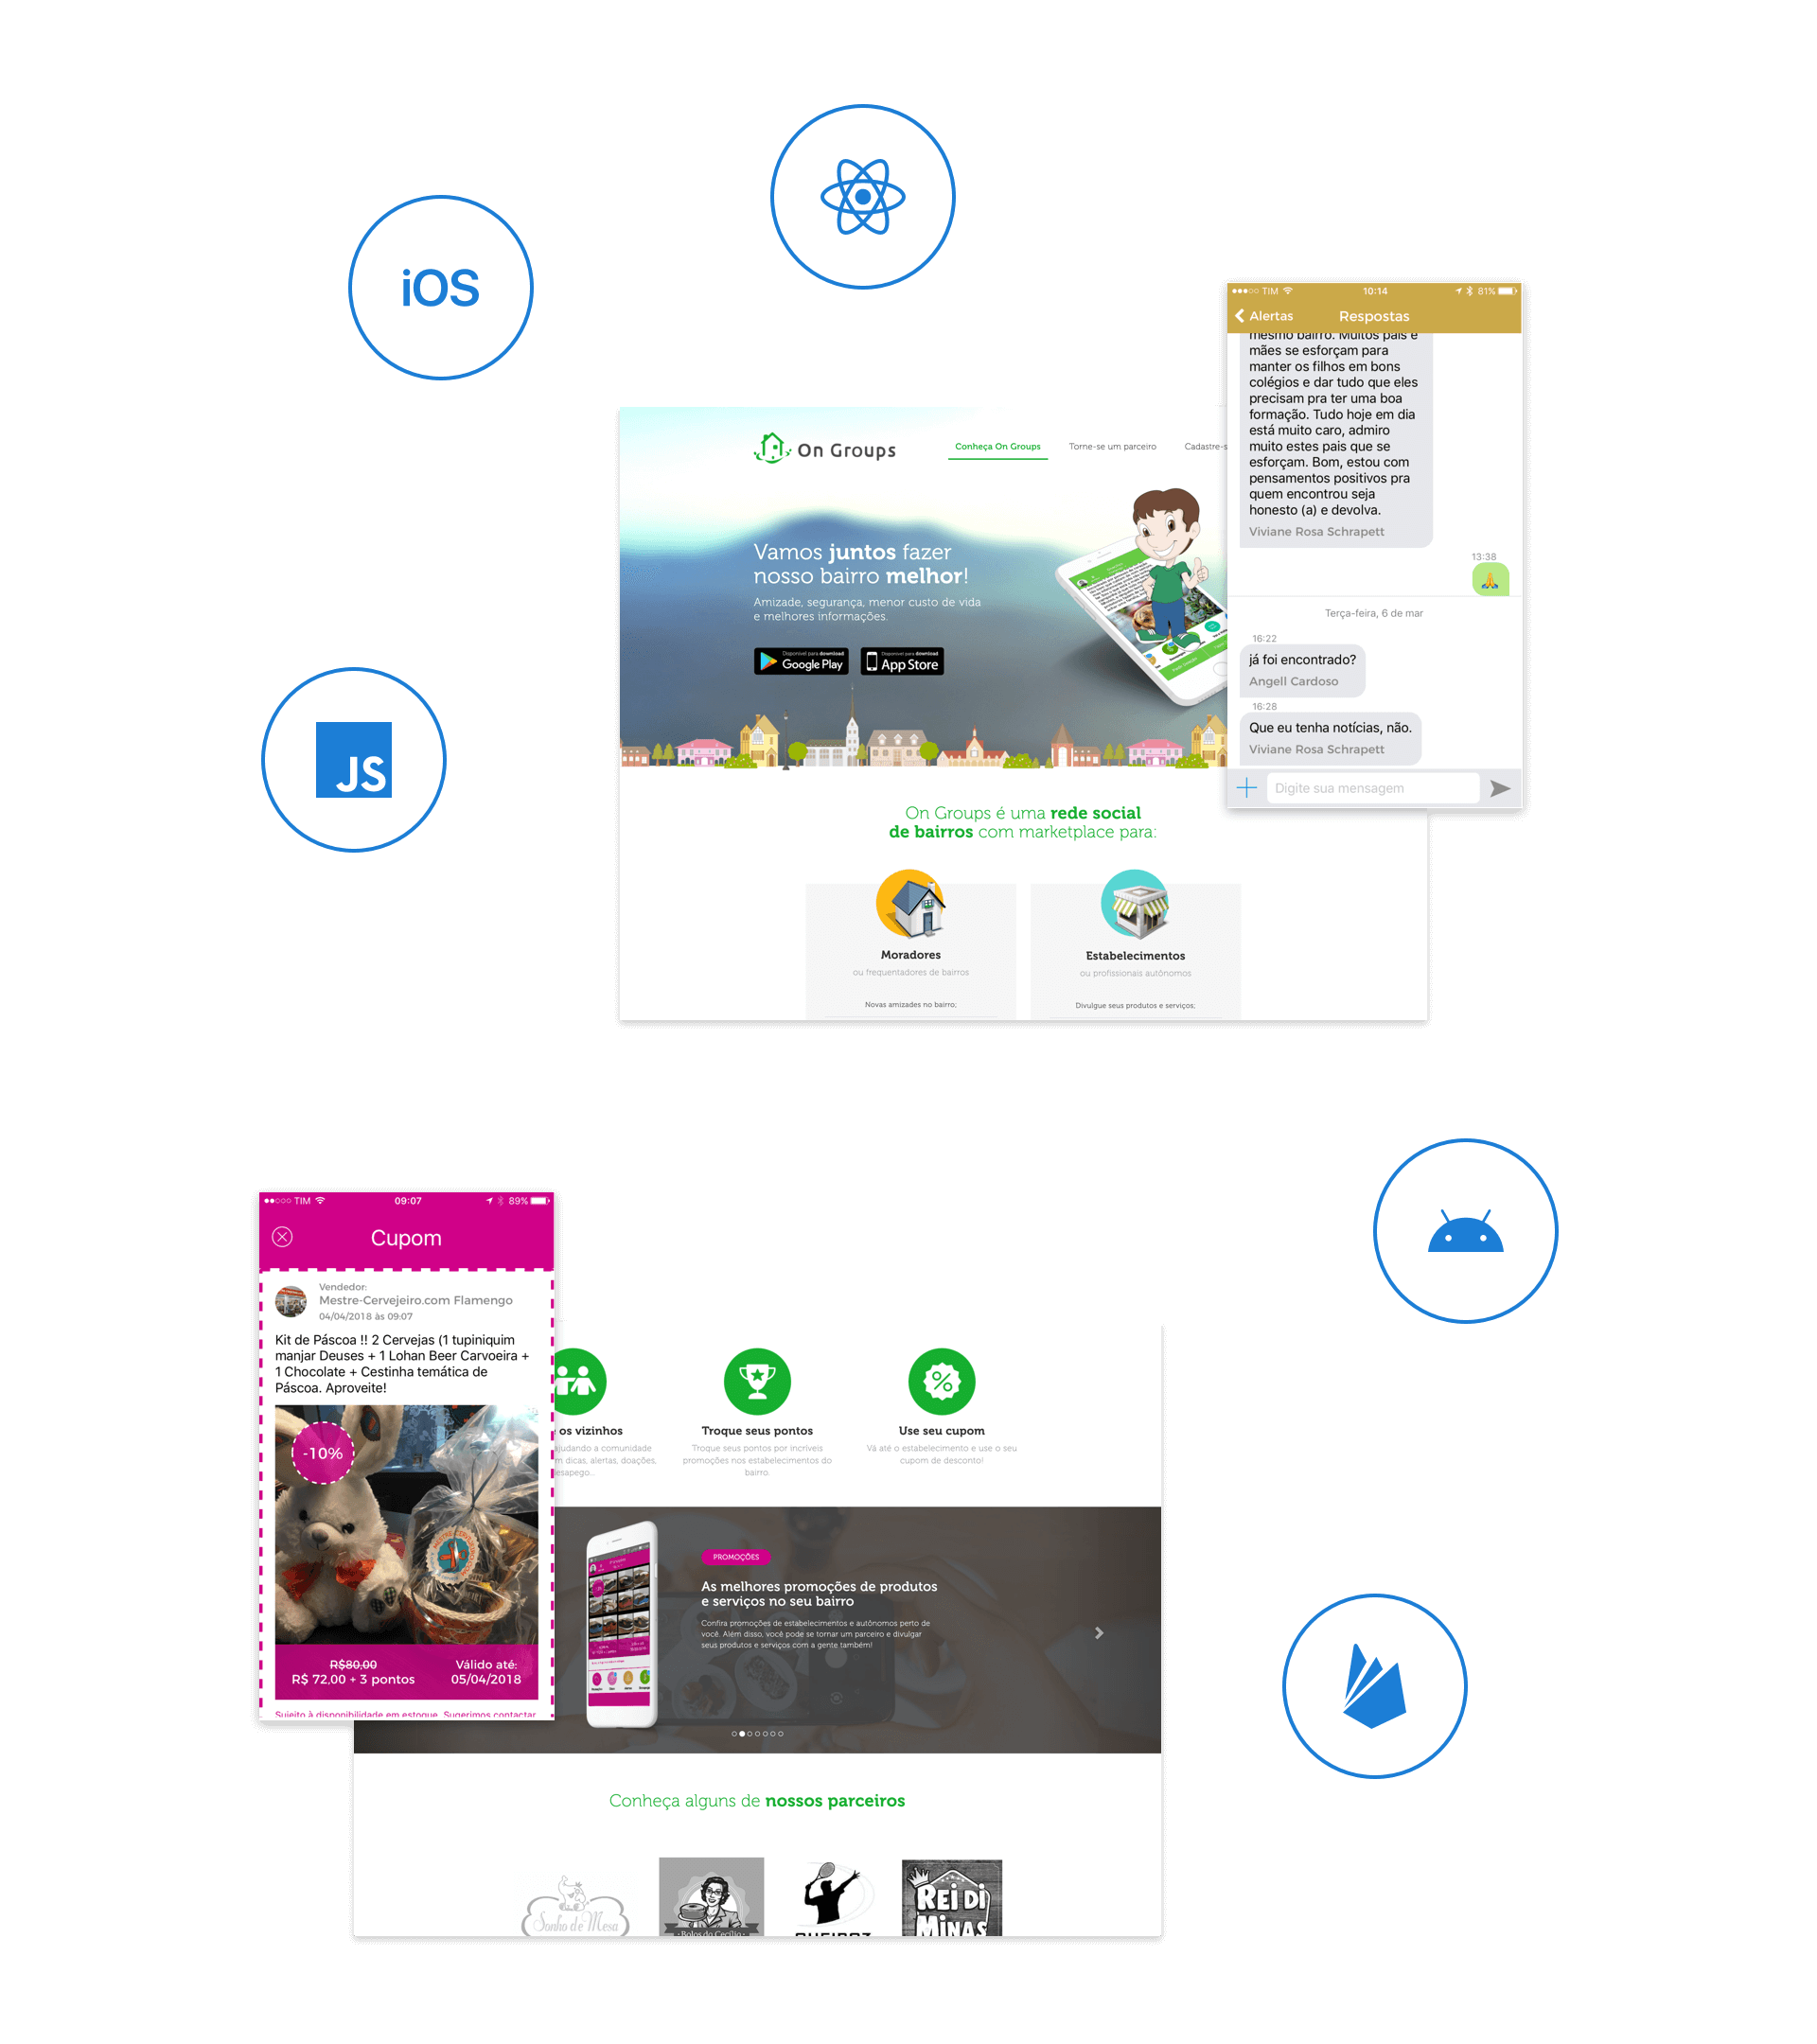 iOS
JS
TIM 10:14 81%
Alertas Respostas
mesmo bairro. Muitos pais e
mães se esforçam para
manter os filhos em bons
colégios e dar tudo que eles
precisam pra ter uma boa
formação. Tudo hoje em dia
está muito caro, admiro
muito estes pais que se
esforçam. Bom, estou com
pensamentos positivos pra
quem encontrou seja
honesto (a) e devolva.
Viviane Rosa Schrapett
13:38
🙏
Terça-feira, 6 de mar
16:22
já foi encontrado?
Angell Cardoso
16:28
Que eu tenha notícias, não.
Viviane Rosa Schrapett
Digite sua mensagem
On Groups
Conheça On Groups Torne-se um parceiro Cadastre-s
Vamos juntos fazer
nosso bairro melhor!
Amizade, segurança, menor custo de vida
e melhores informações.
Disponível para download
Google Play
Disponível para download
App Store
On Groups é uma rede social
de bairros com marketplace para:
Moradores
ou frequentadores de bairros
Novas amizades no bairro;
Estabelecimentos
ou profissionais autônomos
Divulgue seus produtos e serviços;
TIM 09:07 89%
Cupom
Vendedor:
Mestre-Cervejeiro.com Flamengo
04/04/2018 às 09:07
Kit de Páscoa !! 2 Cervejas (1 tupiniquim
manjar Deuses + 1 Lohan Beer Carvoeira +
1 Chocolate + Cestinha temática de
Páscoa. Aproveite!
-10%
R$80,00
R$ 72,00 + 3 pontos
Válido até:
05/04/2018
Sujeito à disponibilidade em estoque. Sugerimos contactar
os vizinhos
ajudando a comunidade
m dicas, alertas, doações,
esapego...
Troque seus pontos
Troque seus pontos por incríveis
promoções nos estabelecimentos do
bairro.
Use seu cupom
Vá até o estabelecimento e use o seu
cupom de desconto!
PROMOÇÕES
As melhores promoções de produtos
e serviços no seu bairro
Confira promoções de estabelecimentos e autônomos perto de
você. Além disso, você pode se tornar um parceiro e divulgar
seus produtos e serviços com a gente também!
Conheça alguns de nossos parceiros
Sonho de Mesa
Bolos do Cecílio
QUEIROZ
REI DI
MINAS